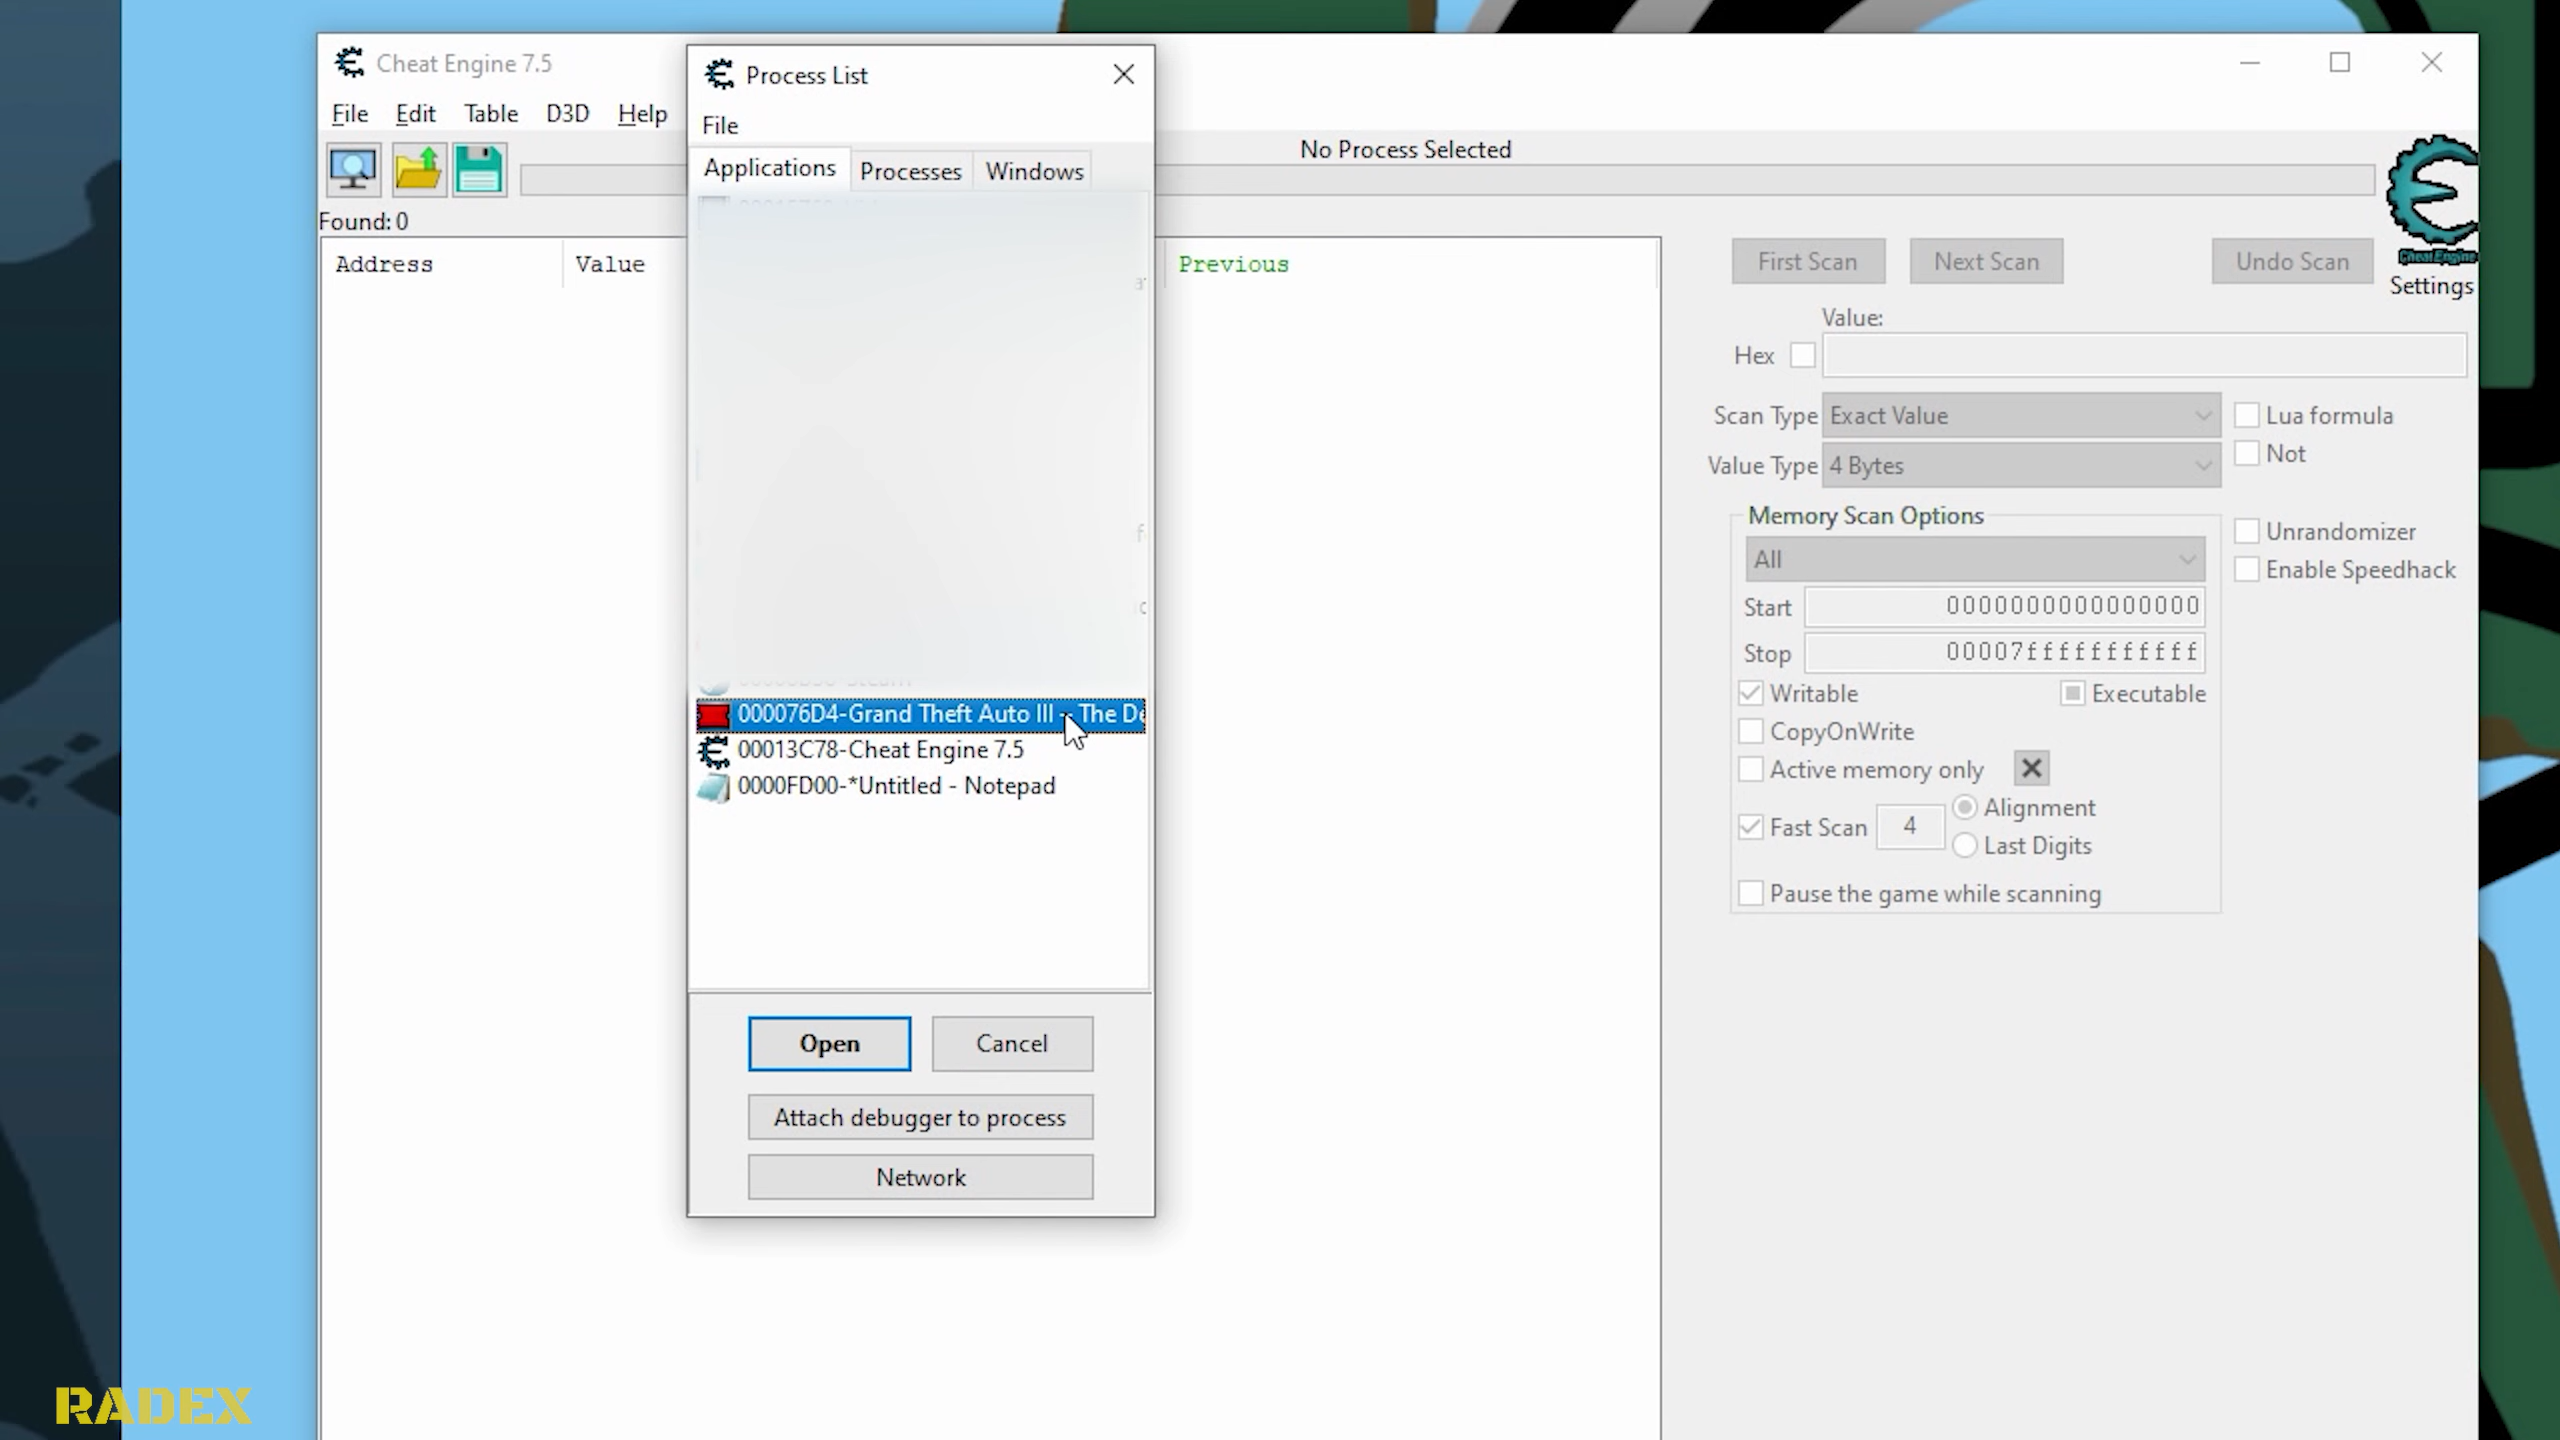 Cheat Engine 7.5
File Edit Table D3D Help
Found: 0
Address Value Previous
Process List
File
Applications Processes Windows
000076D4-Grand Theft Auto III – The De
00013C78-Cheat Engine 7.5
0000FD00-*Untitled - Notepad
Open Cancel
Attach debugger to process
Network
No Process Selected
Cheat Engine
Settings
First Scan Next Scan Undo Scan
Value:
Hex
Scan Type Exact Value Lua formula
Value Type 4 Bytes Not
Memory Scan Options
All
Unrandomizer
Enable Speedhack
Start 0000000000000000
Stop 00007fffffffffff
Writable Executable
CopyOnWrite
Active memory only
Fast Scan 4 Alignment
Last Digits
Pause the game while scanning
RADEX